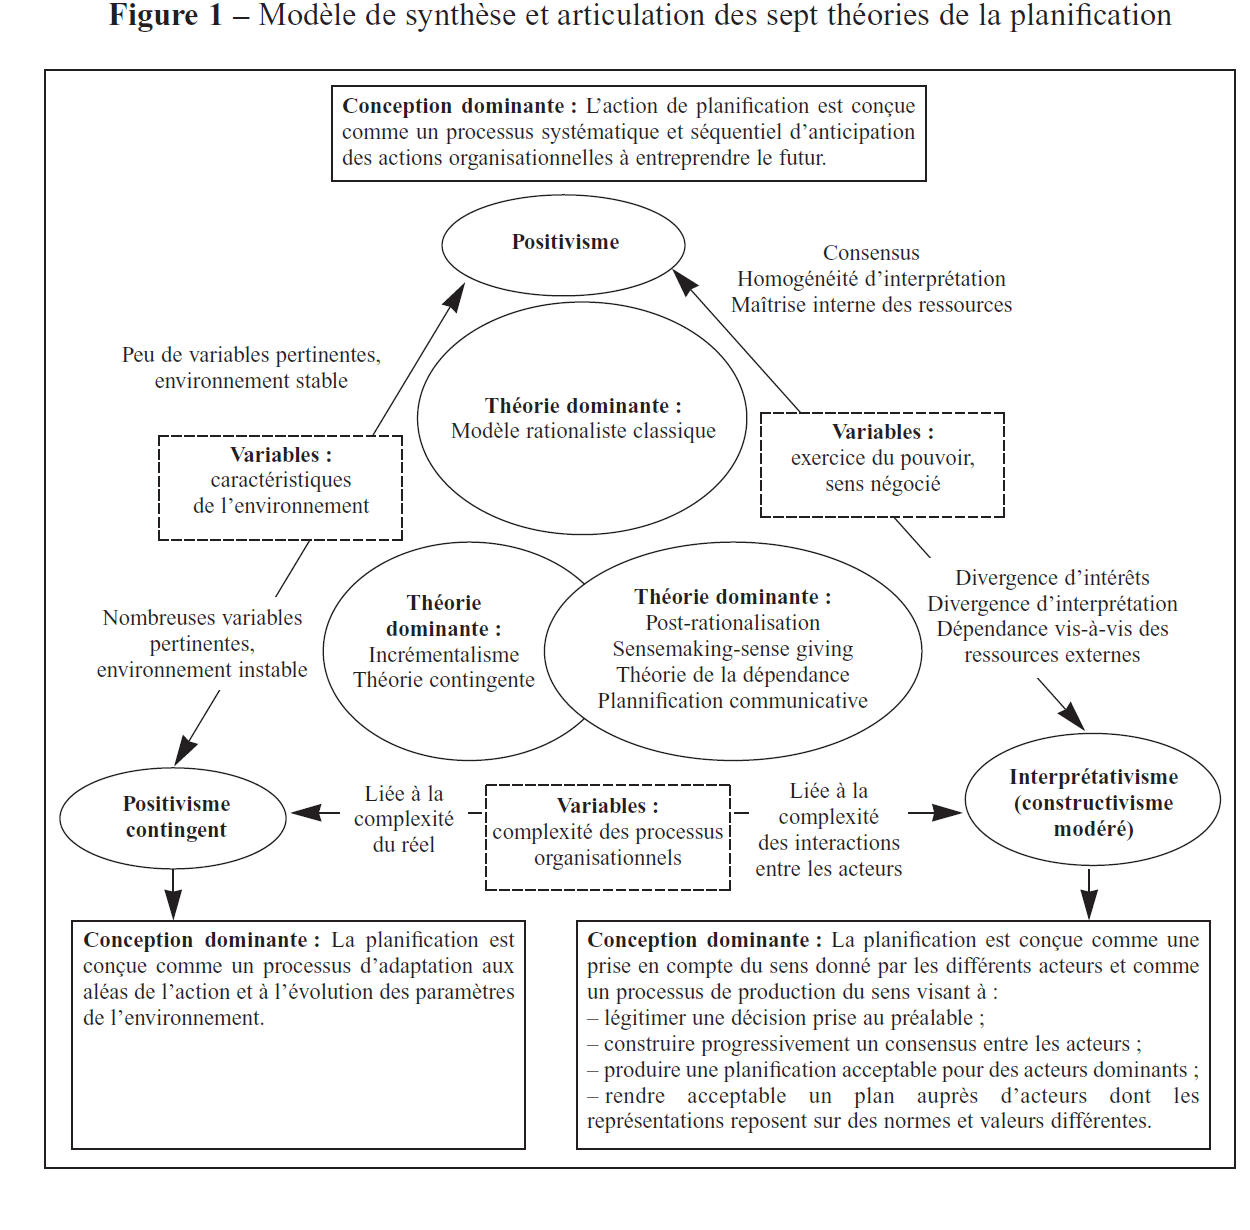 Figure 1 – Modèle de synthèse et articulation des sept théories de la planification
Conception dominante : L’action de planification est conçue
comme un processus systématique et séquentiel d’anticipation
des actions organisationnelles à entreprendre le futur.
Positivisme
Consensus
Homogénéité d’interprétation
Maîtrise interne des ressources
Peu de variables pertinentes,
environnement stable
Théorie dominante :
Modèle rationaliste classique
Variables :
caractéristiques
de l’environnement
Variables :
exercice du pouvoir,
sens négocié
Nombreuses variables
pertinentes,
environnement instable
Théorie
dominante :
Incrémentalisme
Théorie contingente
Théorie dominante :
Post-rationalisation
Sensemaking-sense giving
Théorie de la dépendance
Plannification communicative
Divergence d’intérêts
Divergence d’interprétation
Dépendance vis-à-vis des
ressources externes
Positivisme
contingent
Liée à la
complexité
du réel
Variables :
complexité des processus
organisationnels
Liée à la
complexité
des interactions
entre les acteurs
Interprétativisme
(constructivisme
modéré)
Conception dominante : La planification est
conçue comme un processus d’adaptation aux
aléas de l’action et à l’évolution des paramètres
de l’environnement.
Conception dominante : La planification est conçue comme une
prise en compte du sens donné par les différents acteurs et comme
un processus de production du sens visant à :
– légitimer une décision prise au préalable ;
– construire progressivement un consensus entre les acteurs ;
– produire une planification acceptable pour des acteurs dominants ;
– rendre acceptable un plan auprès d’acteurs dont les
représentations reposent sur des normes et valeurs différentes.